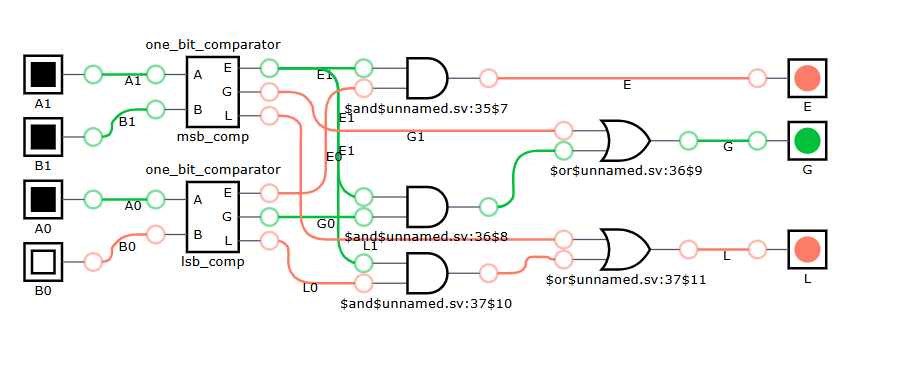 one_bit_comparator
A
B
E
G
L
msb_comp
A1
A1
B1
B1
E1
E1
E1
$and$unnamed.sv:35$7
E
E
G1
$or$unnamed.sv:36$9
G
G
one_bit_comparator
A
B
E
G
L
lsb_comp
A0
A0
B0
B0
E0
G0
$and$unnamed.sv:36$8
L1
L0
$and$unnamed.sv:37$10
$or$unnamed.sv:37$11
L
L